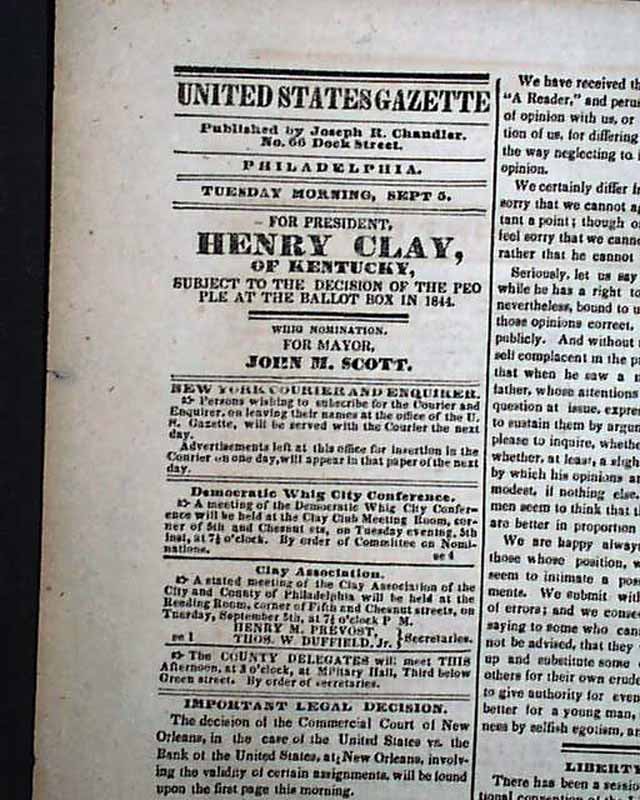 UNITED STATES GAZETTE
Published by Joseph R. Chandler.
No. 66 Dock Street.
PHILADELPHIA.
TUESDAY MORNING, SEPT 5.
FOR PRESIDENT,
HENRY CLAY,
OF KENTUCKY,
SUBJECT TO THE DECISION OF THE PEO
PLE AT THE BALLOT BOX IN 1844.
WHIG NOMINATION.
FOR MAYOR,
JOHN M. SCOTT.
NEW YORK COURIER AND ENQUIRER.
☞ Persons wishing to subscribe for the Courier and
Enquirer, on leaving their names at the office of the U.
S. Gazette, will be served with the Courier the next
day.
Advertisements left at this office for insertion in the
Courier on one day, will appear in that paper of the next
day.
Democratic Whig City Conference.
☞ A meeting of the Democratic Whig City Confer-
ence will be held at the Clay Club Meeting Room, cor-
ner of 5th and Chesnut sts, on Tuesday evening, 5th
inst, at 7½ o'clock. By order of Committee on Nomi-
nations. se 4
Clay Association.
☞ A stated meeting of the Clay Association of the
City and County of Philadelphia will be held at the
Reading Room, corner of Fifth and Chesnut streets, on
Tuesday, September 5th, at 7½ o'clock P M.
HENRY M. PREVOST,
se 1 THOS. W. DUFFIELD, Jr. } Secretaries.
☞ The COUNTY DELEGATES will meet THIS
Afternoon, at 3 o'clock, at Military Hall, Third below
Green street. By order of secretaries.
IMPORTANT LEGAL DECISION.
The decision of the Commercial Court of New
Orleans, in the case of the United States vs. the
Bank of the United States, at New Orleans, involv-
ing the validity of certain assignments, will be found
upon the first page this morning.
We have received th
"A Reader," and peru
of opinion with us, or
tion of us, for differing
the way neglecting to
opinion.
We certainly differ
sorry that we cannot a
tant a point; though
feel sorry that we cann
rather that he cannot
Seriously, let us say
while he has a right to
nevertheless, bound to
those opinions correct.
publicly. And without
self complacent in the p
that when he saw a
father, whose attentions
question at issue, expre
to sustain them by argum
please to inquire, wheth
whether, at least, a sligh
by which his opinions ar
modest, if nothing else.
men seem to think that
are better in proportion
We are happy alway
those whose position,
seem to intimate a pos
ments. We submit with
of errors; and we conse
saying to some who can
not be advised, that they
up and substitute some
others for their own crude
to give authority for even
better for a young man,
ness by selfish egotism, an
LIBERTY
There has been a sessi
tional convention of the